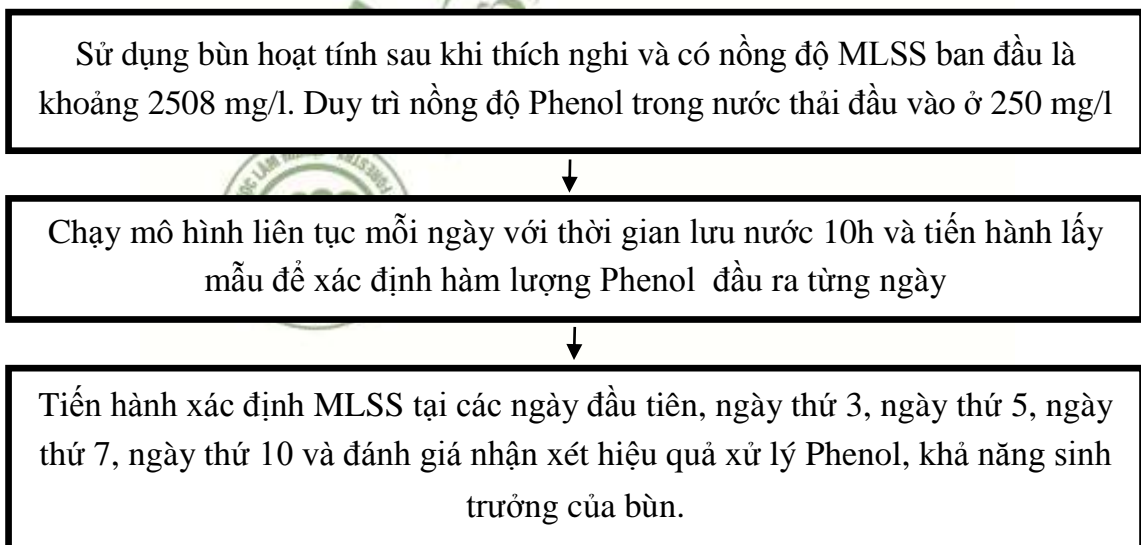 Sử dụng bùn hoạt tính sau khi thích nghi và có nồng độ MLSS ban đầu là
khoảng 2508 mg/l. Duy trì nồng độ Phenol trong nước thải đầu vào ở 250 mg/l
Chạy mô hình liên tục mỗi ngày với thời gian lưu nước 10h và tiến hành lấy
mẫu để xác định hàm lượng Phenol đầu ra từng ngày
Tiến hành xác định MLSS tại các ngày đầu tiên, ngày thứ 3, ngày thứ 5, ngày
thứ 7, ngày thứ 10 và đánh giá nhận xét hiệu quả xử lý Phenol, khả năng sinh
trưởng của bùn.